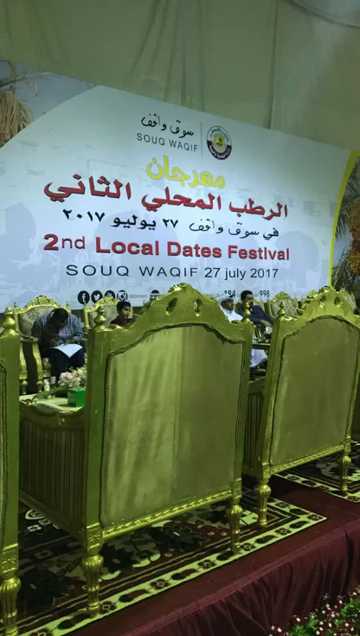 سوق واقف
SOUQ WAQIF
مهرجان
الرطب المحلي الثاني
في سوق واقف ٢٧ يوليو ٢٠١٧
2nd Local Dates Festival
SOUQ WAQIF 27 july 2017